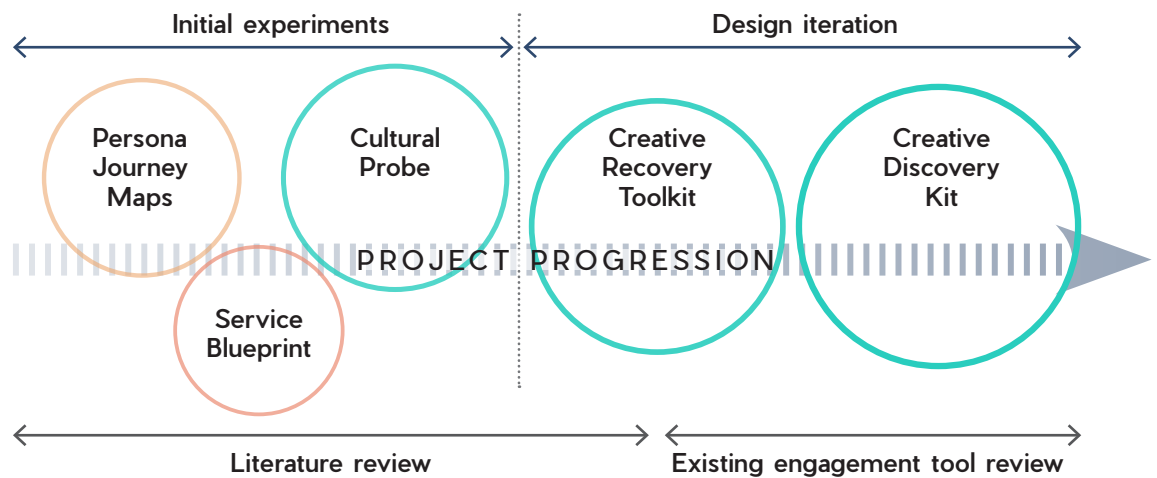 Initial experiments
Design iteration
Persona
Journey
Maps
Cultural
Probe
Creative
Recovery
Toolkit
Creative
Discovery
Kit
PROJECT PROGRESSION
Service
Blueprint
Literature review
Existing engagement tool review